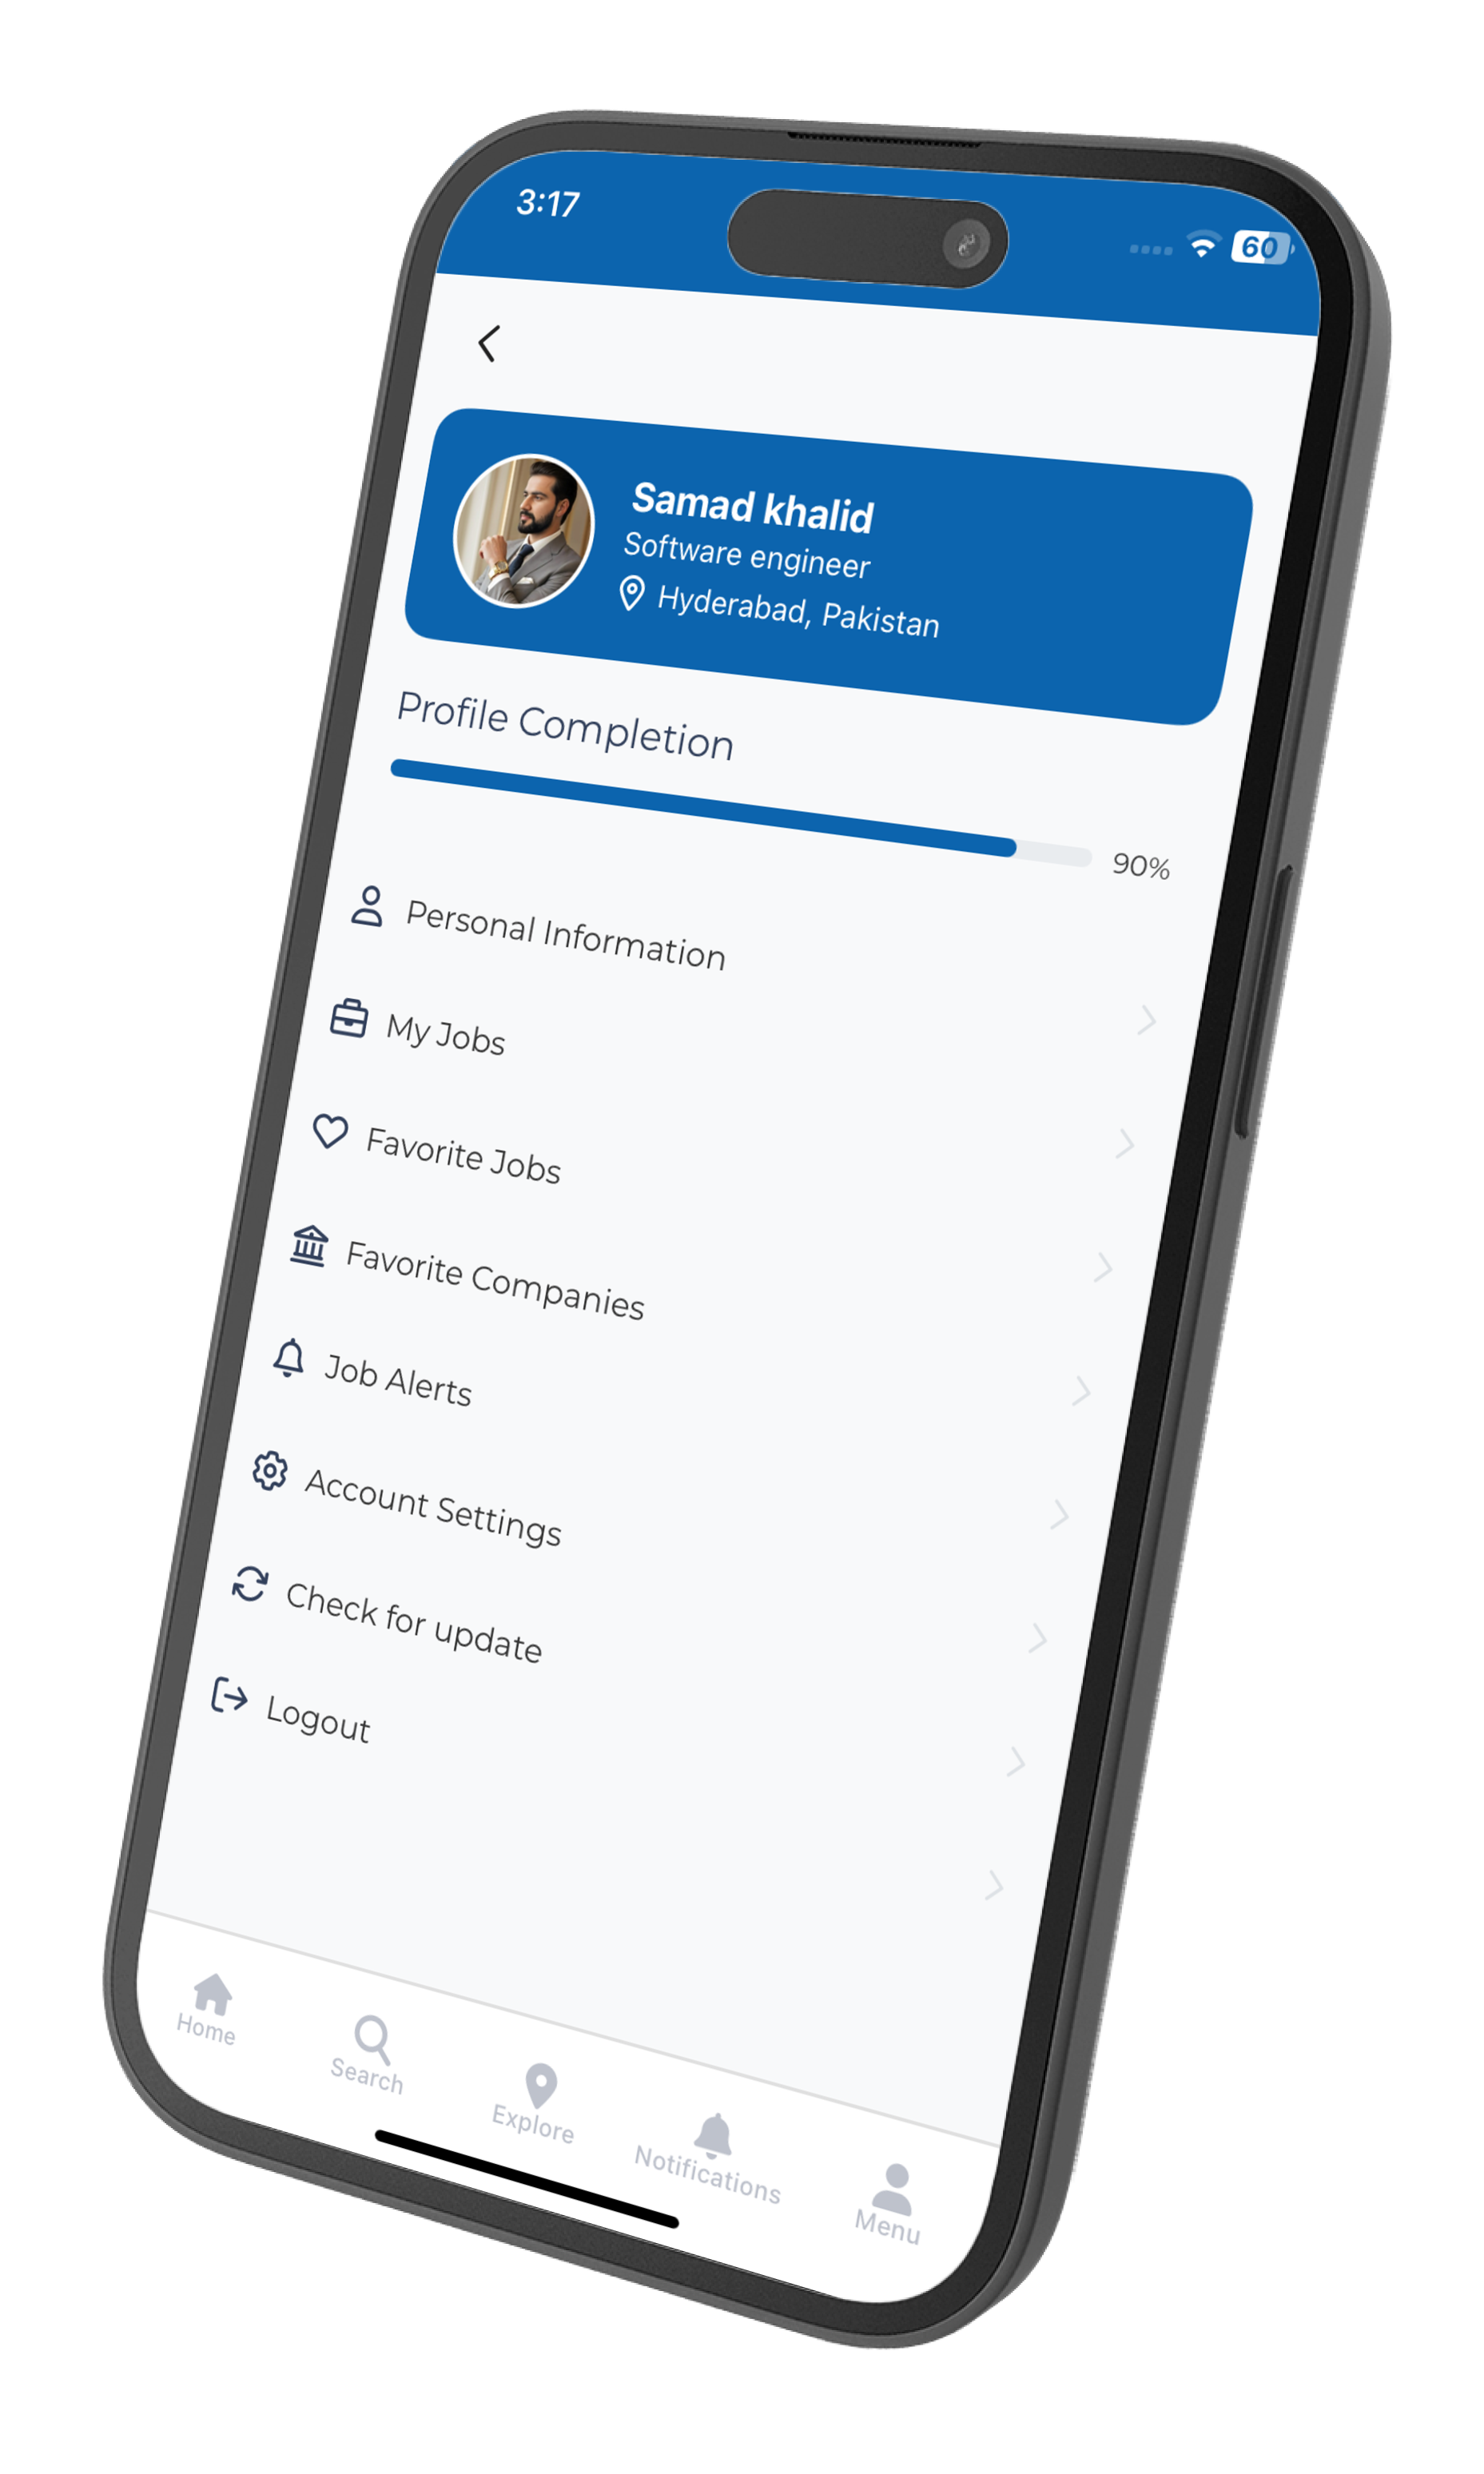 3:17
60
Samad khalid
Software engineer
Hyderabad, Pakistan
Profile Completion
90%
Personal Information
My Jobs
Favorite Jobs
Favorite Companies
Job Alerts
Account Settings
Check for update
Logout
Home
Search
Explore
Notifications
Menu